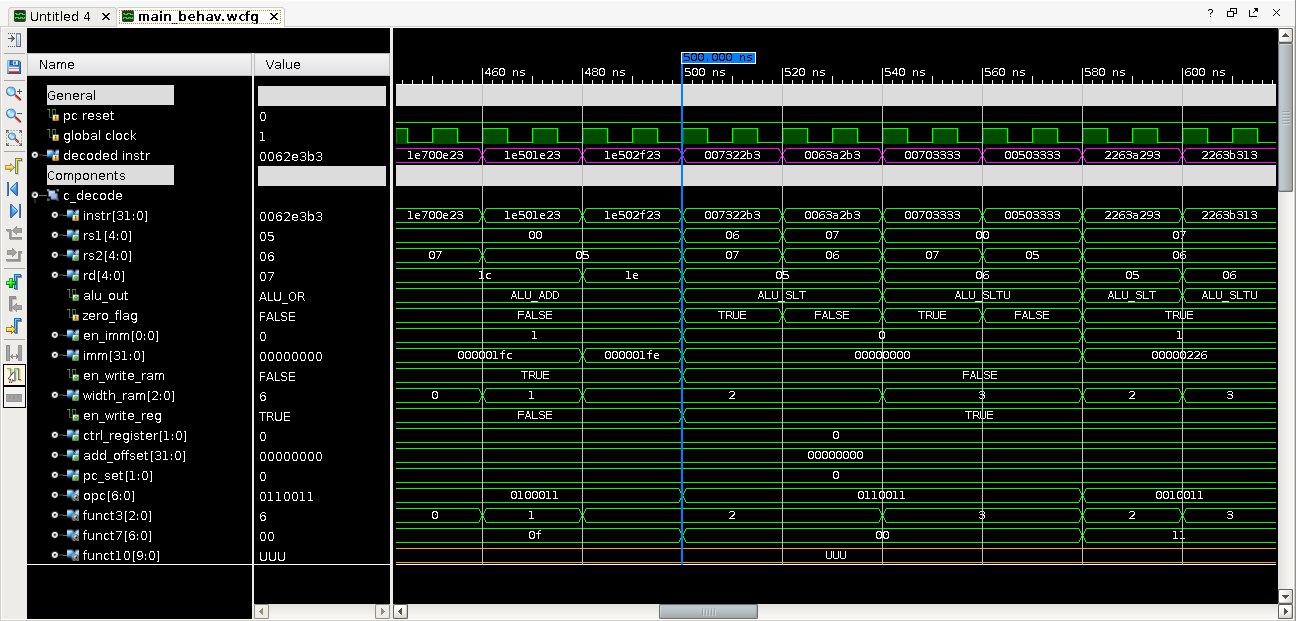 Untitled 4 × main_behav.wcfg ×
? ×
Name Value
500.000 ns
460 ns 480 ns 500 ns 520 ns 540 ns 560 ns 580 ns 600 ns
General
pc reset 0
global clock 1
decoded instr 0062e3b3 1e700e23 1e501e23 1e502f23 007322b3 0063a2b3 00703333 00503333 2263a293 2263b313
Components
c_decode
instr[31:0] 0062e3b3 1e700e23 1e501e23 1e502f23 007322b3 0063a2b3 00703333 00503333 2263a293 2263b313
rs1[4:0] 05 00 06 07 00 07
rs2[4:0] 06 07 05 07 06 07 05 06
rd[4:0] 07 1c 1e 05 06 05 06
alu_out ALU_OR ALU_ADD ALU_SLT ALU_SLTU ALU_SLT ALU_SLTU
zero_flag FALSE FALSE TRUE FALSE TRUE FALSE TRUE
en_imm[0:0] 0 1 0 1
imm[31:0] 00000000 000001fc 000001fe 00000000 00000226
en_write_ram FALSE TRUE FALSE
width_ram[2:0] 6 0 1 2 3 2 3
en_write_reg TRUE FALSE TRUE
ctrl_register[1:0] 0 0
add_offset[31:0] 00000000 00000000
pc_set[1:0] 0 0
opc[6:0] 0110011 0100011 0110011 0010011
funct3[2:0] 6 0 1 2 3 2 3
funct7[6:0] 00 0f 00 11
funct10[9:0] UUU UUU